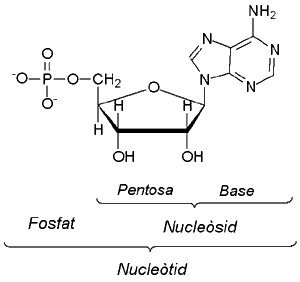 NH₂
N
N
N
N
O
⁻O P O CH₂
O⁻
O
H H H H
OH OH
Pentosa Base
Fosfat Nucleòsid
Nucleòtid